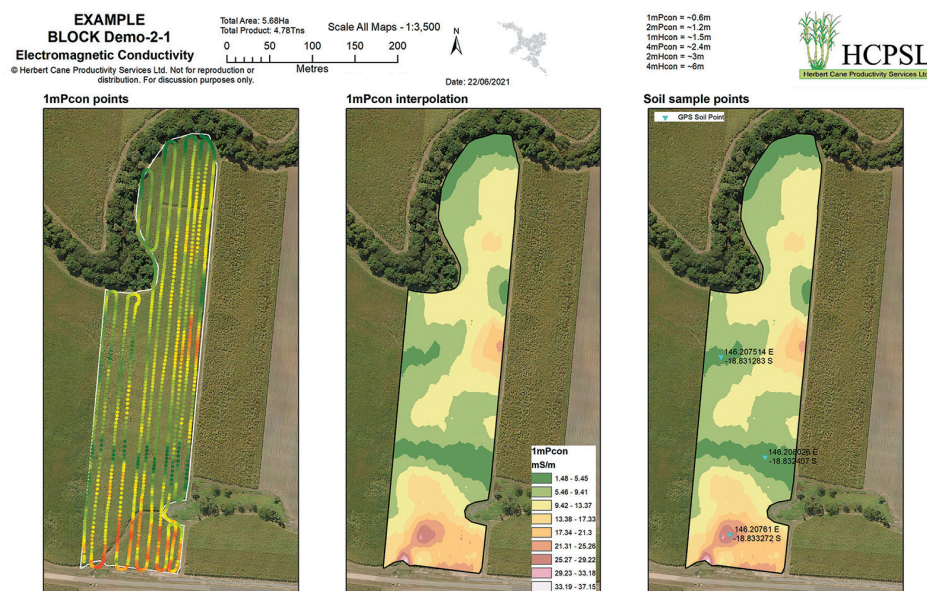 EXAMPLE
BLOCK Demo-2-1
Electromagnetic Conductivity
© Herbert Cane Productivity Services Ltd. Not for reproduction or
distribution. For discussion purposes only.
Total Area: 5.68Ha
Total Product: 4.78Tns
Scale All Maps - 1:3,500
0 50 100 150 200
Metres
N
Date: 22/06/2021
1mPcon = ~0.6m
2mPcon = ~1.2m
1mHcon = ~1.5m
4mPcon = ~2.4m
2mHcon = ~3m
4mHcon = ~6m
HCPSL
Herbert Cane Productivity Services Ltd
1mPcon points
1mPcon interpolation
Soil sample points
GPS Soil Point
146.207514 E
-18.831283 S
146.208026 E
-18.832407 S
146.20761 E
-18.833272 S
1mPcon
mS/m
1.48 - 5.45
5.46 - 9.41
9.42 - 13.37
13.38 - 17.33
17.34 - 21.3
21.31 - 25.26
25.27 - 29.22
29.23 - 33.18
33.19 - 37.15